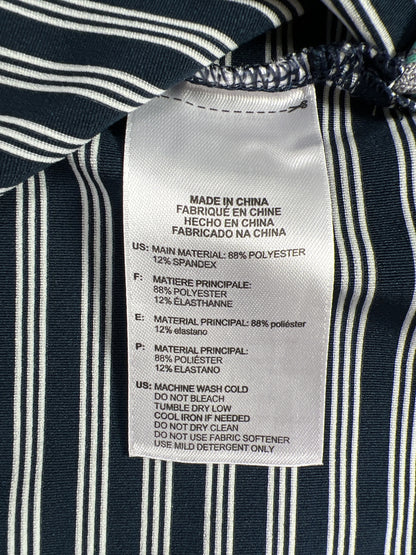 MADE IN CHINA
FABRIQUÉ EN CHINE
HECHO EN CHINA
FABRICADO NA CHINA
US: MAIN MATERIAL: 88% POLYESTER
12% SPANDEX
F: MATIERE PRINCIPALE:
88% POLYESTER
12% ÉLASTHANNE
E: MATERIAL PRINCIPAL: 88% poliéster
12% elastano
P: MATERIAL PRINCIPAL:
88% POLIÉSTER
12% ELASTANO
US: MACHINE WASH COLD
DO NOT BLEACH
TUMBLE DRY LOW
COOL IRON IF NEEDED
DO NOT DRY CLEAN
DO NOT USE FABRIC SOFTENER
USE MILD DETERGENT ONLY